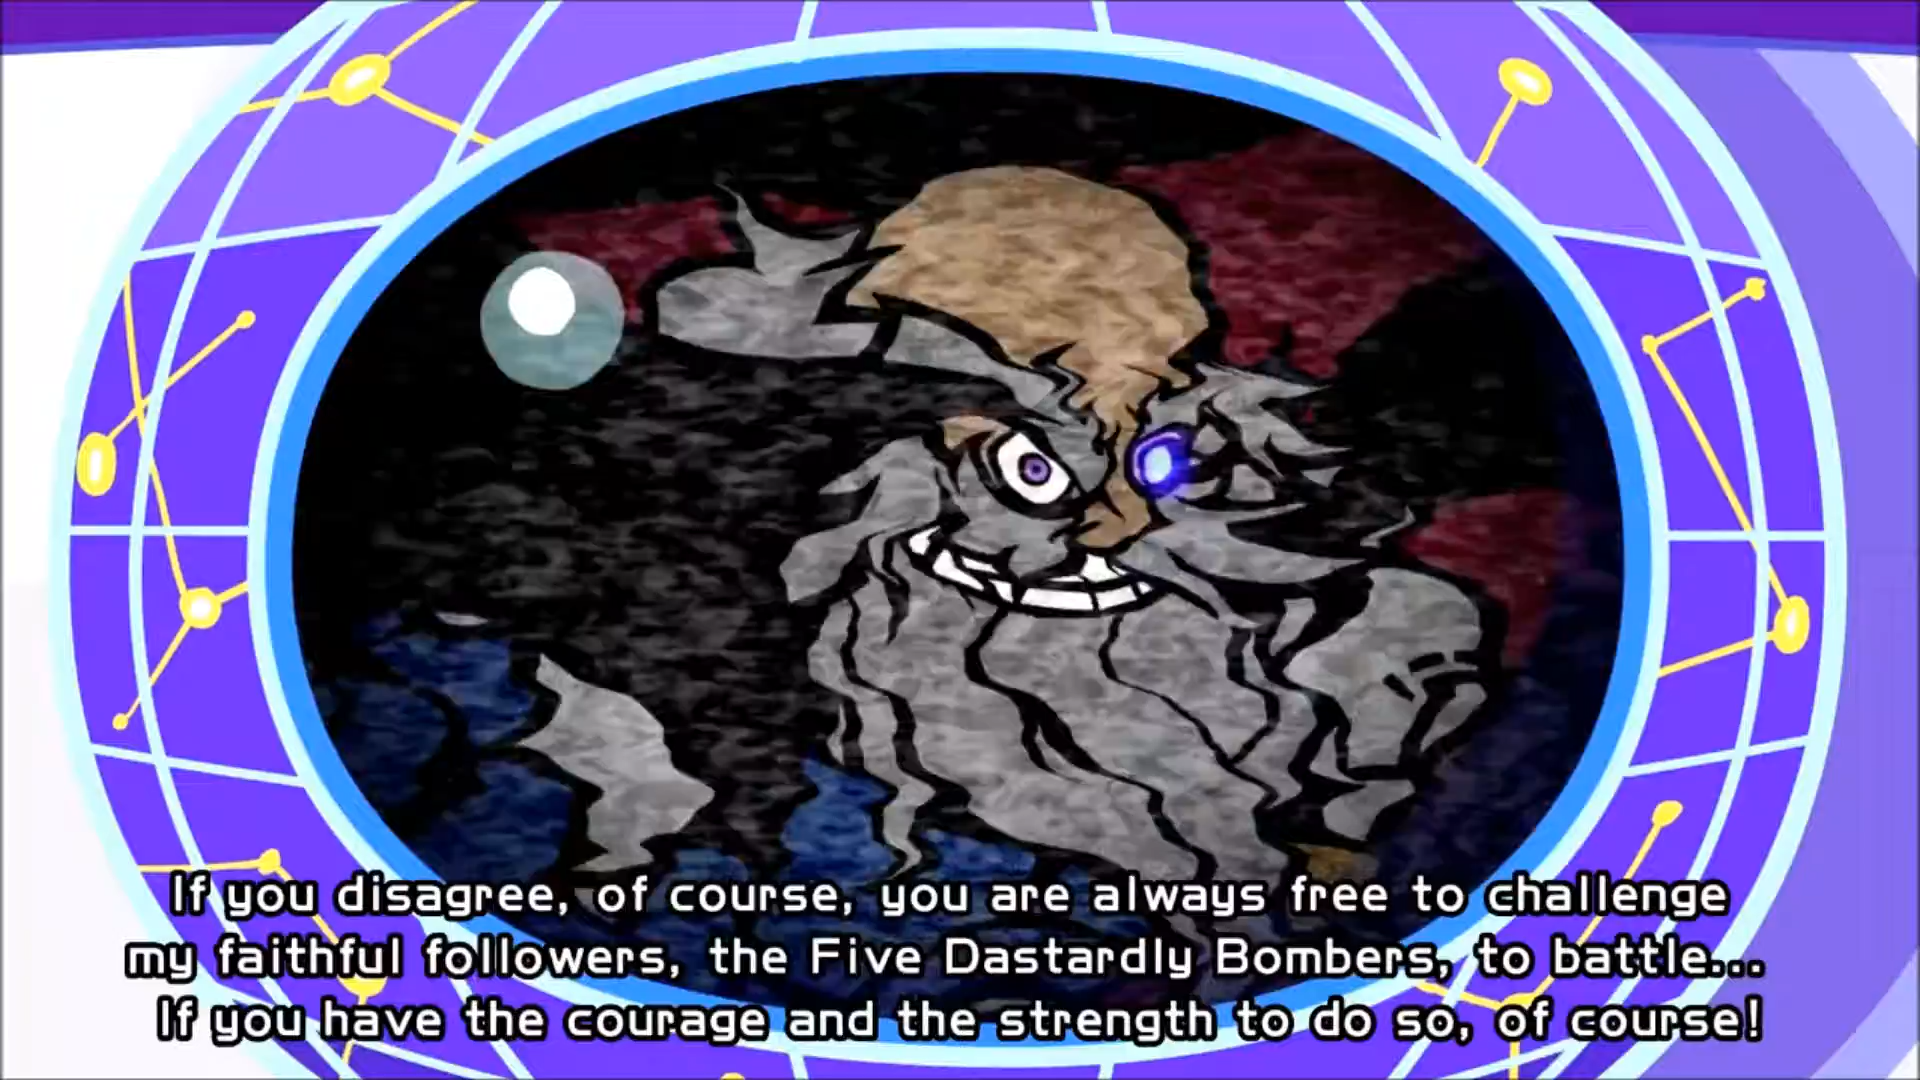 If you disagree, of course, you are always free to challenge
my faithful followers, the Five Dastardly Bombers, to battle...
If you have the courage and the strength to do so, of course!